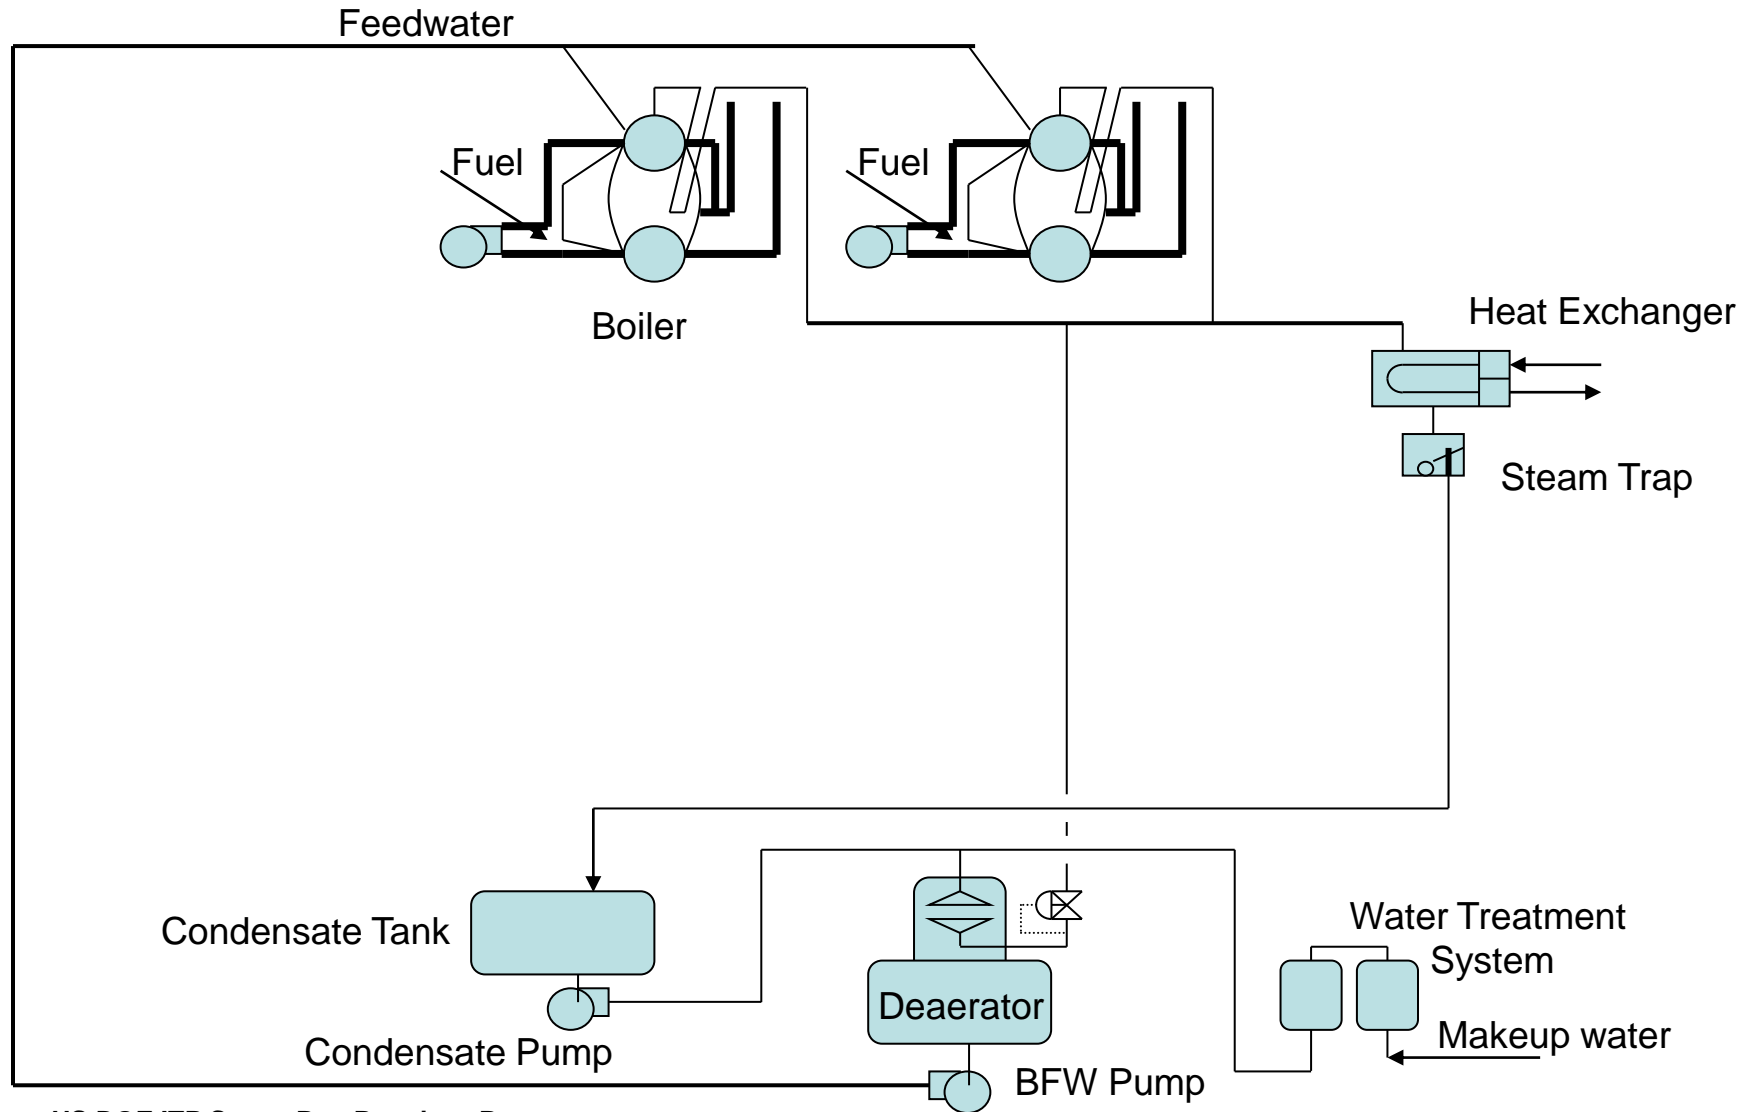 Feedwater
Fuel
Fuel
Boiler
Heat Exchanger
Steam Trap
Condensate Tank
Water Treatment
System
Deaerator
Makeup water
Condensate Pump
BFW Pump